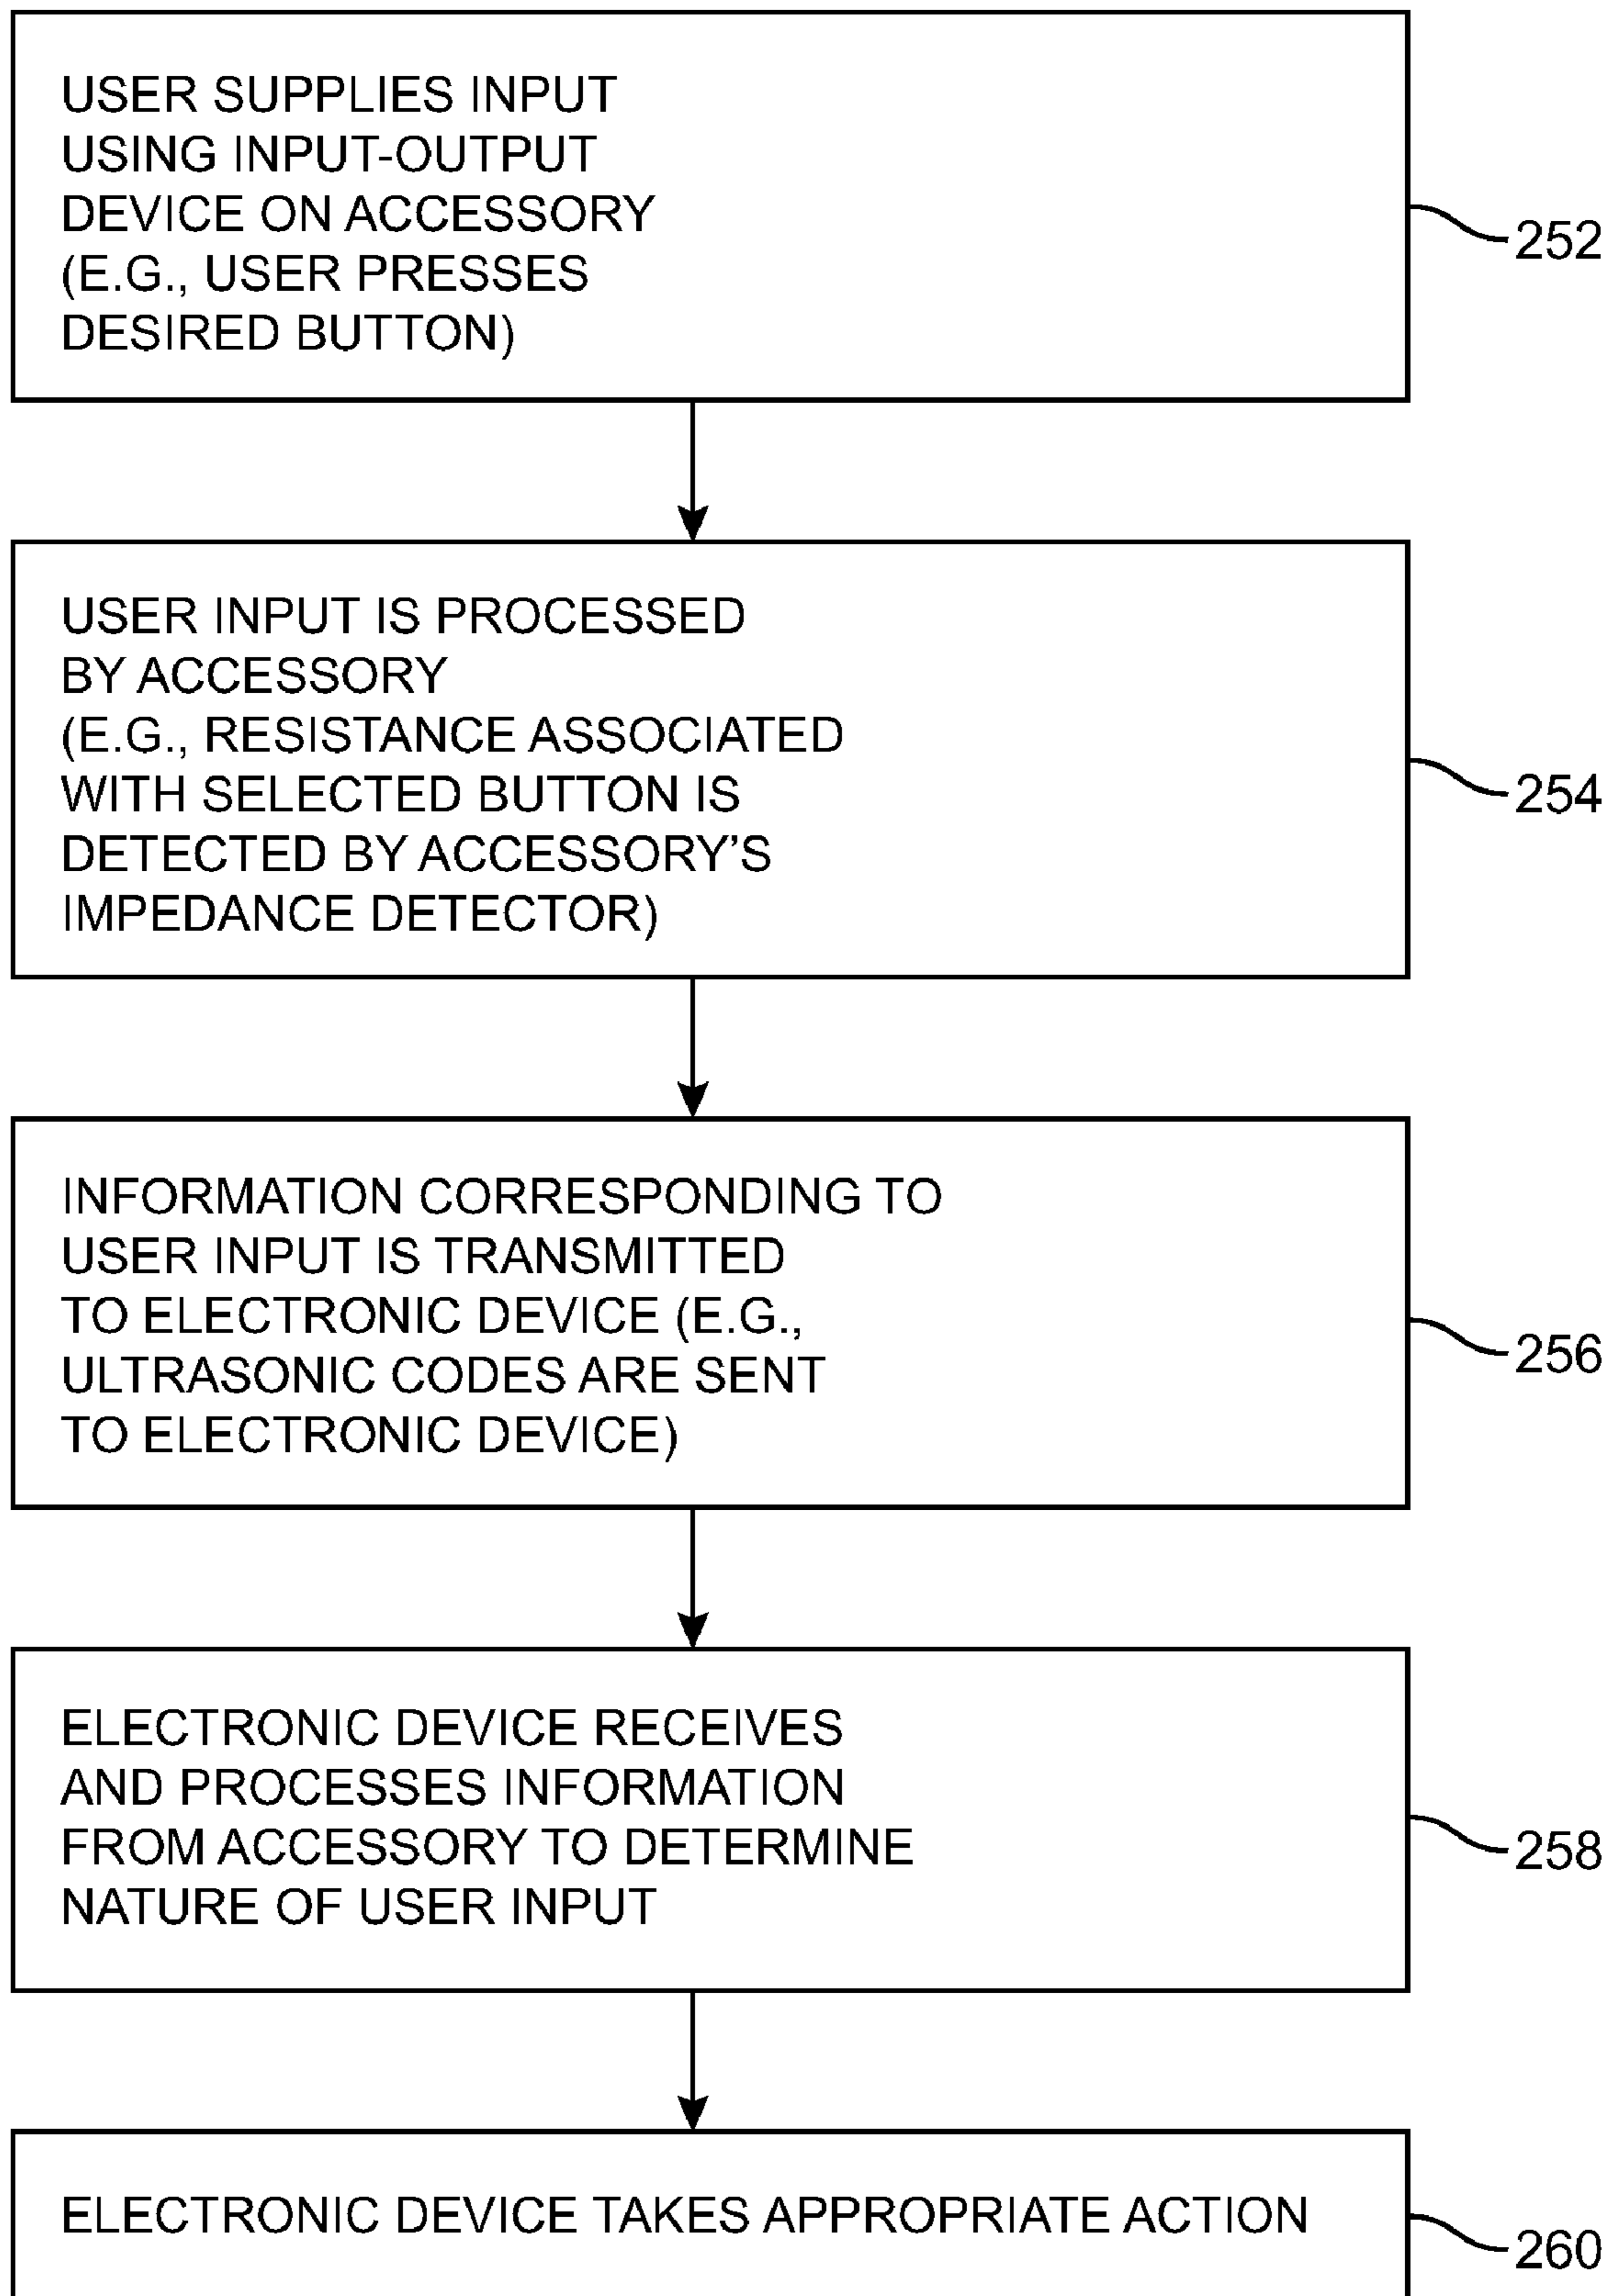 USER SUPPLIES INPUT
USING INPUT-OUTPUT
DEVICE ON ACCESSORY
(E.G., USER PRESSES
DESIRED BUTTON)
252
USER INPUT IS PROCESSED
BY ACCESSORY
(E.G., RESISTANCE ASSOCIATED
WITH SELECTED BUTTON IS
DETECTED BY ACCESSORY’S
IMPEDANCE DETECTOR)
254
INFORMATION CORRESPONDING TO
USER INPUT IS TRANSMITTED
TO ELECTRONIC DEVICE (E.G.,
ULTRASONIC CODES ARE SENT
TO ELECTRONIC DEVICE)
256
ELECTRONIC DEVICE RECEIVES
AND PROCESSES INFORMATION
FROM ACCESSORY TO DETERMINE
NATURE OF USER INPUT
258
ELECTRONIC DEVICE TAKES APPROPRIATE ACTION
260